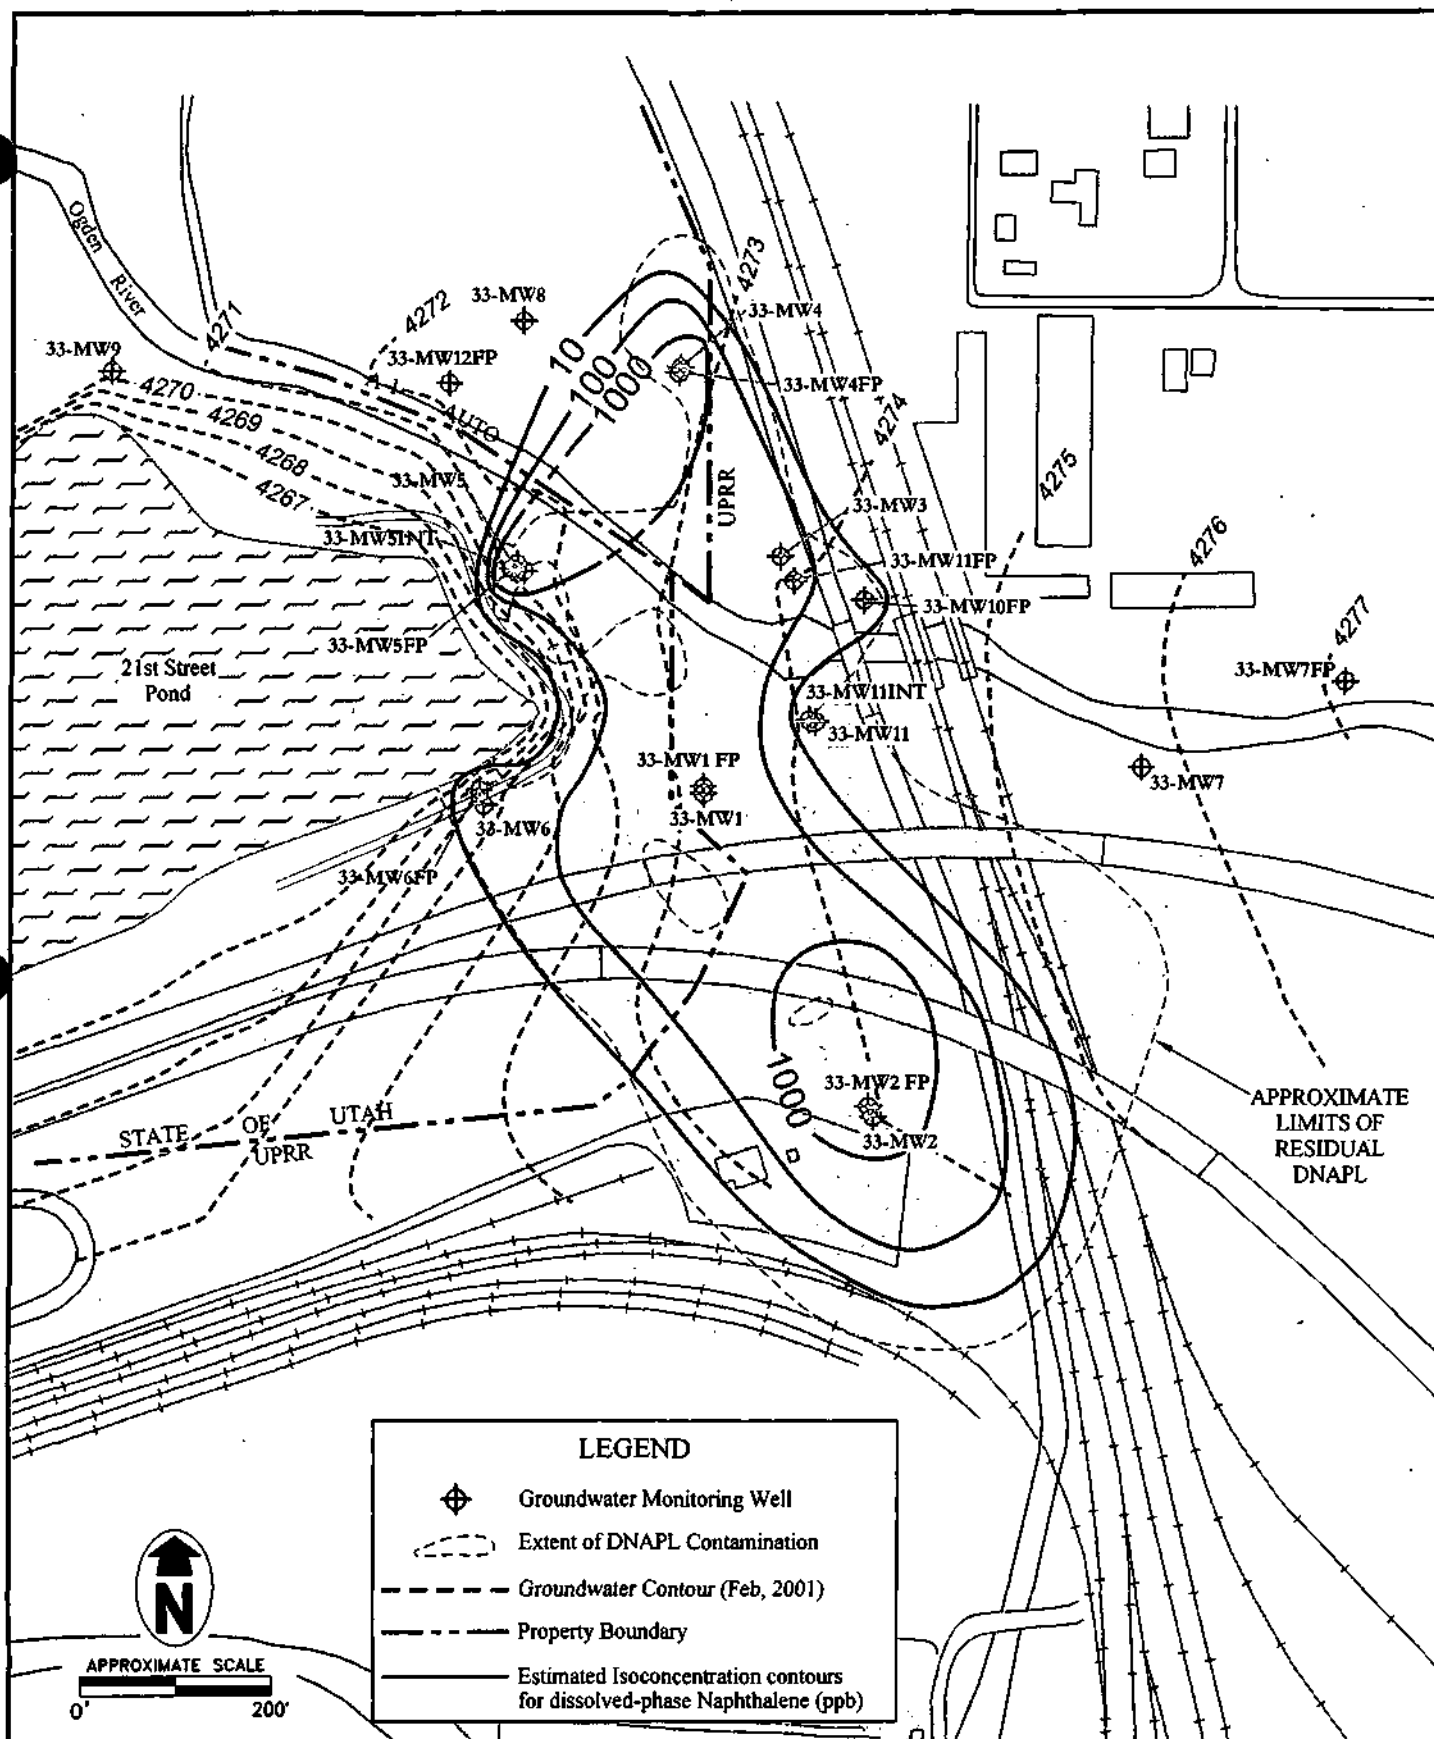 4273
33-MW8
33-MW4
4272
4271
Ogden
River
33-MW9
33-MW12FP
10
100
1000
33-MW4FP
A-1
AUTO
4270
4269
4268
4267
4274
4275
33-MW5
UPRR
33-MW3
33-MW5INT
33-MW11FP
4276
33-MW10FP
4277
33-MW5FP
21st Street
Pond
33-MW7FP
33-MW11INT
33-MW11
33-MW1 FP
33-MW7
33-MW1
33-MW6
33-MW6FP
1000
33-MW2 FP
33-MW2
APPROXIMATE
LIMITS OF
RESIDUAL
DNAPL
STATE OF UTAH
UPRR
LEGEND
Groundwater Monitoring Well
Extent of DNAPL Contamination
Groundwater Contour (Feb, 2001)
Property Boundary
Estimated Isoconcentration contours
for dissolved-phase Naphthalene (ppb)
N
APPROXIMATE SCALE
0' 200'